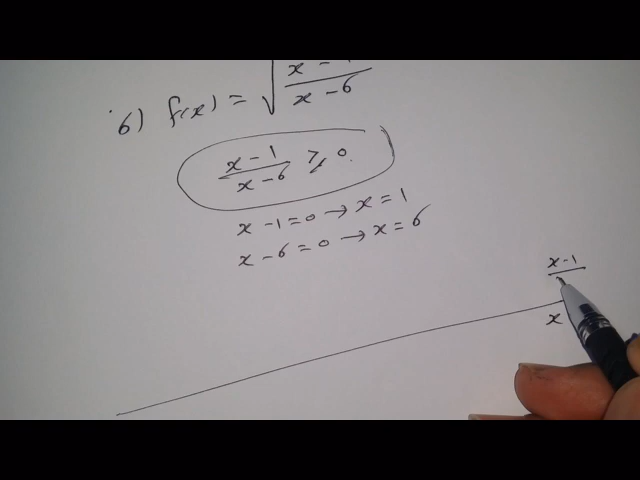 6) f(x) = √ x - 1 / x - 6
x - 1 / x - 6 ≥ 0.
x - 1 = 0 → x = 1
x - 6 = 0 → x = 6
x - 1
x